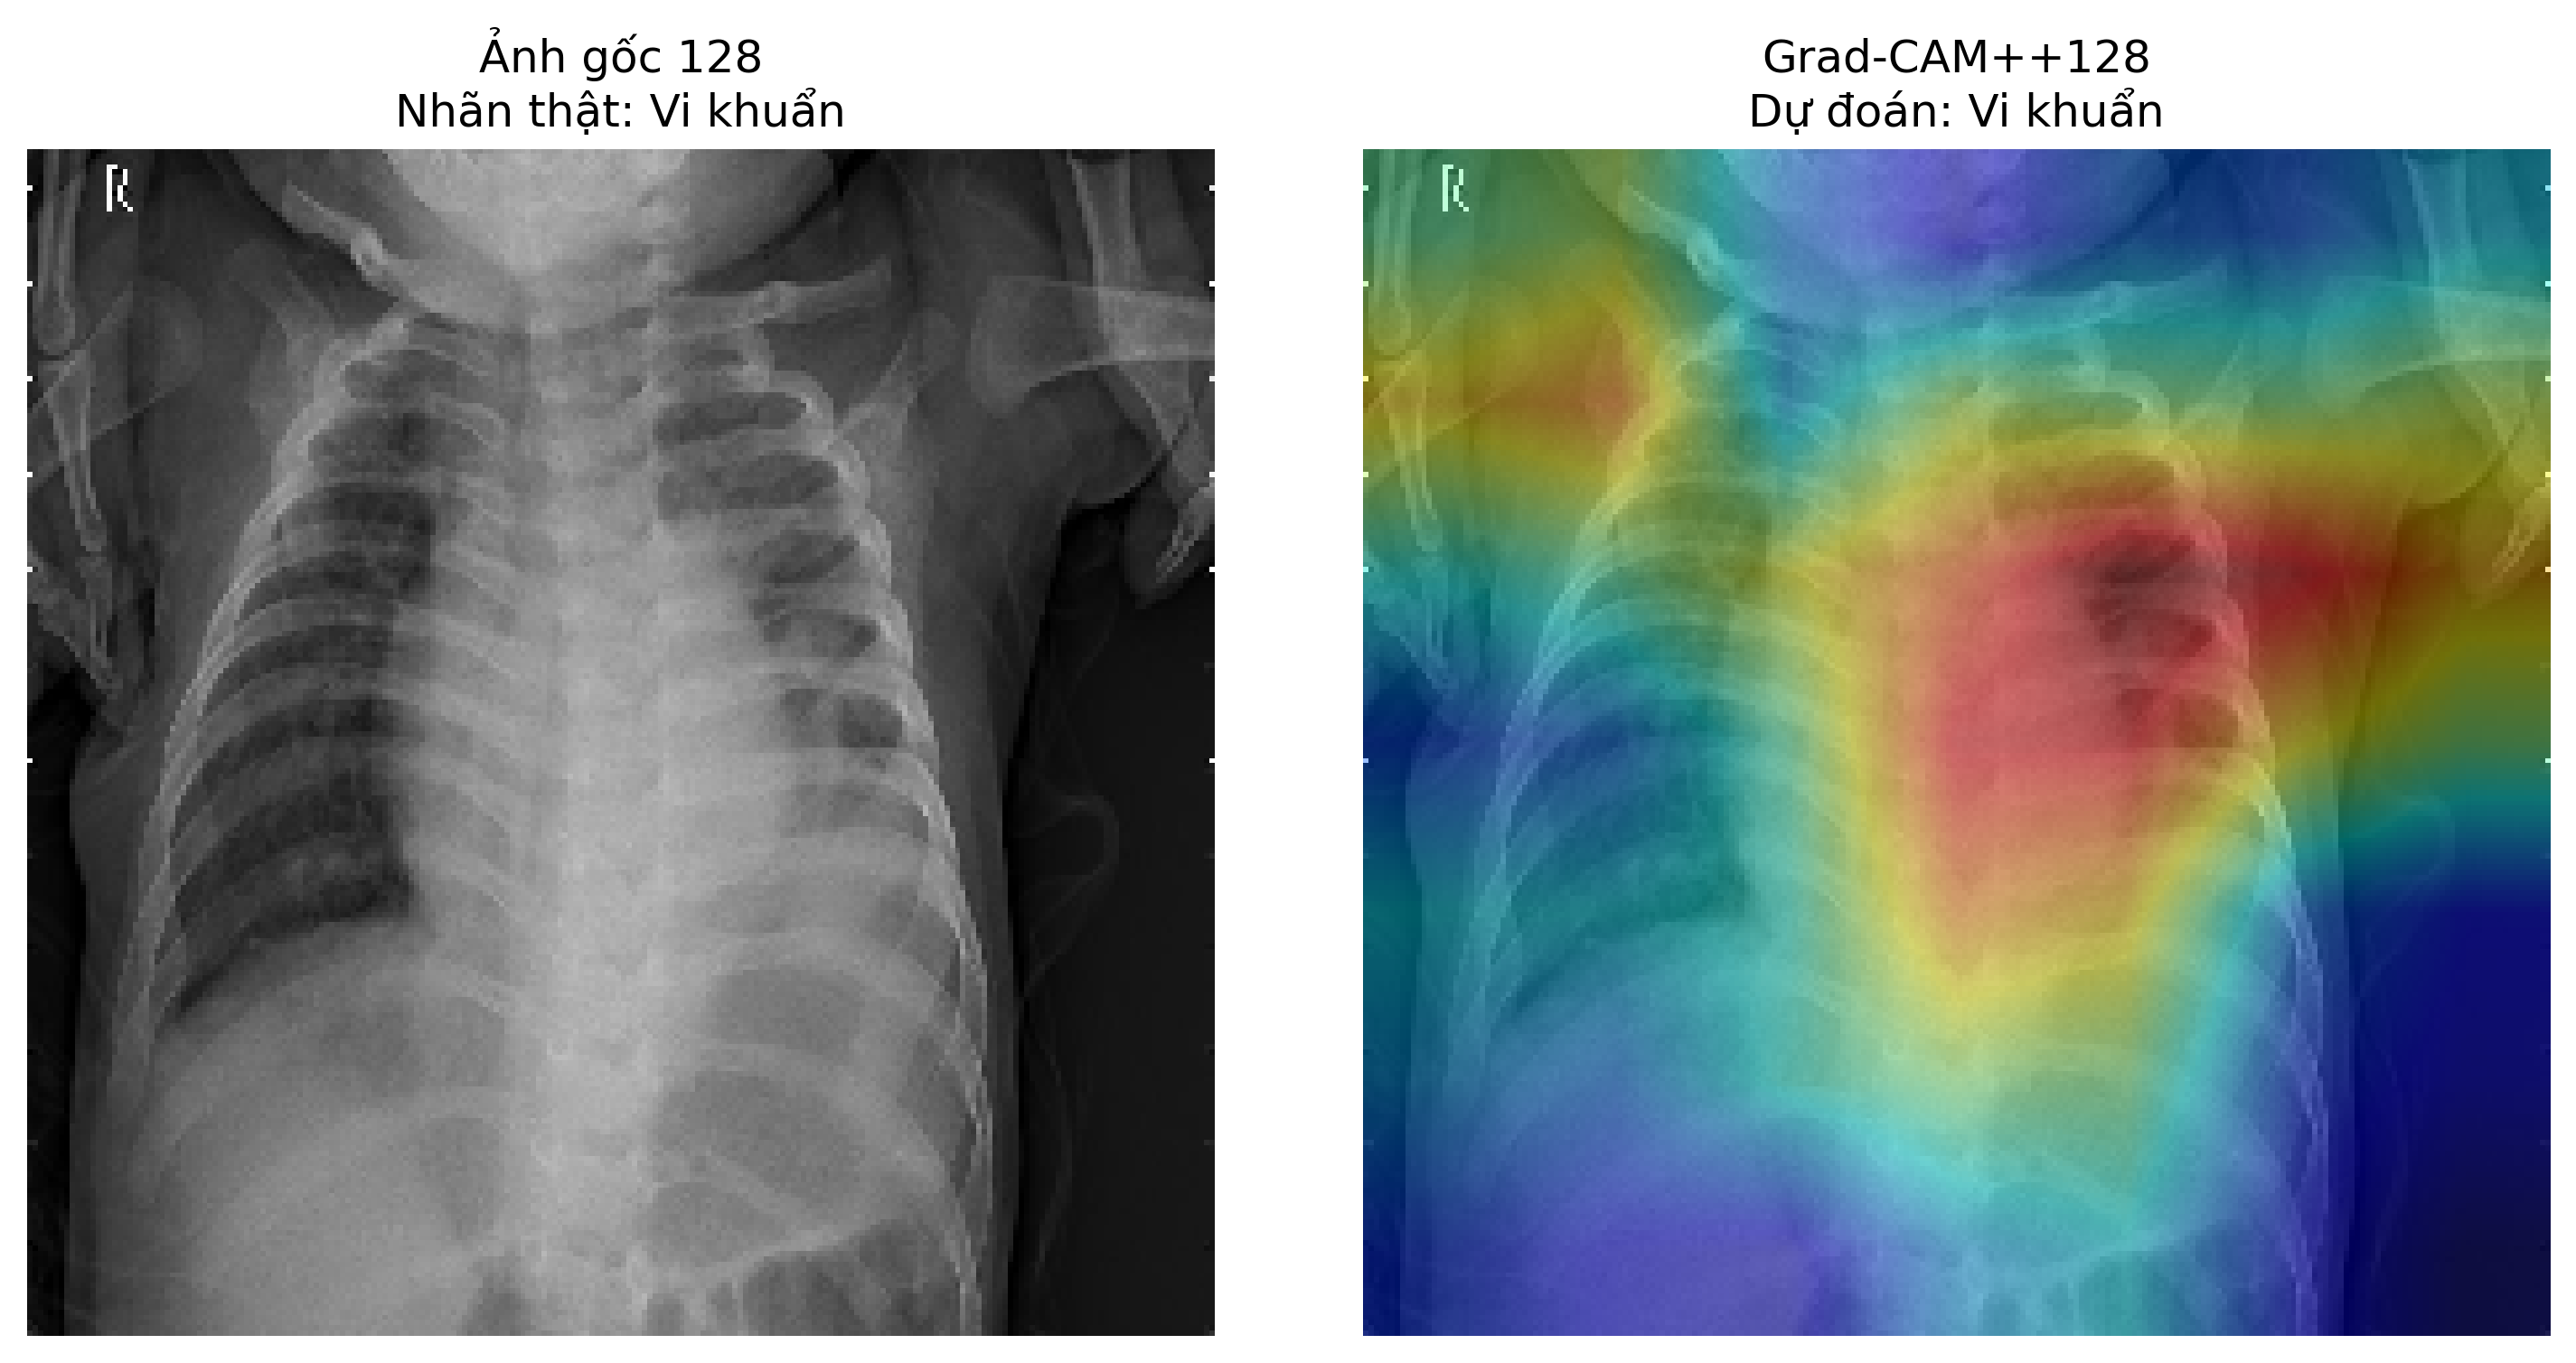 Ảnh gốc 128
Nhãn thật: Vi khuẩn
Grad-CAM++128
Dự đoán: Vi khuẩn
R
R